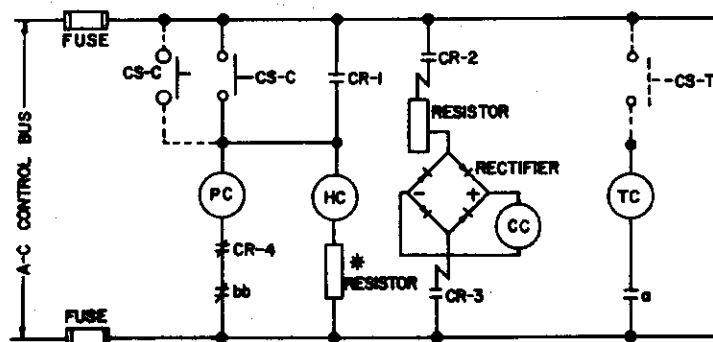 FUSE
CS-C
CS-C
CR-1
CR-2
CS-T
RESISTOR
RECTIFIER
A-C CONTROL BUS
PC
HC
-
+
CC
TC
CR-4
*
RESISTOR
bb
CR-3
a
FUSE